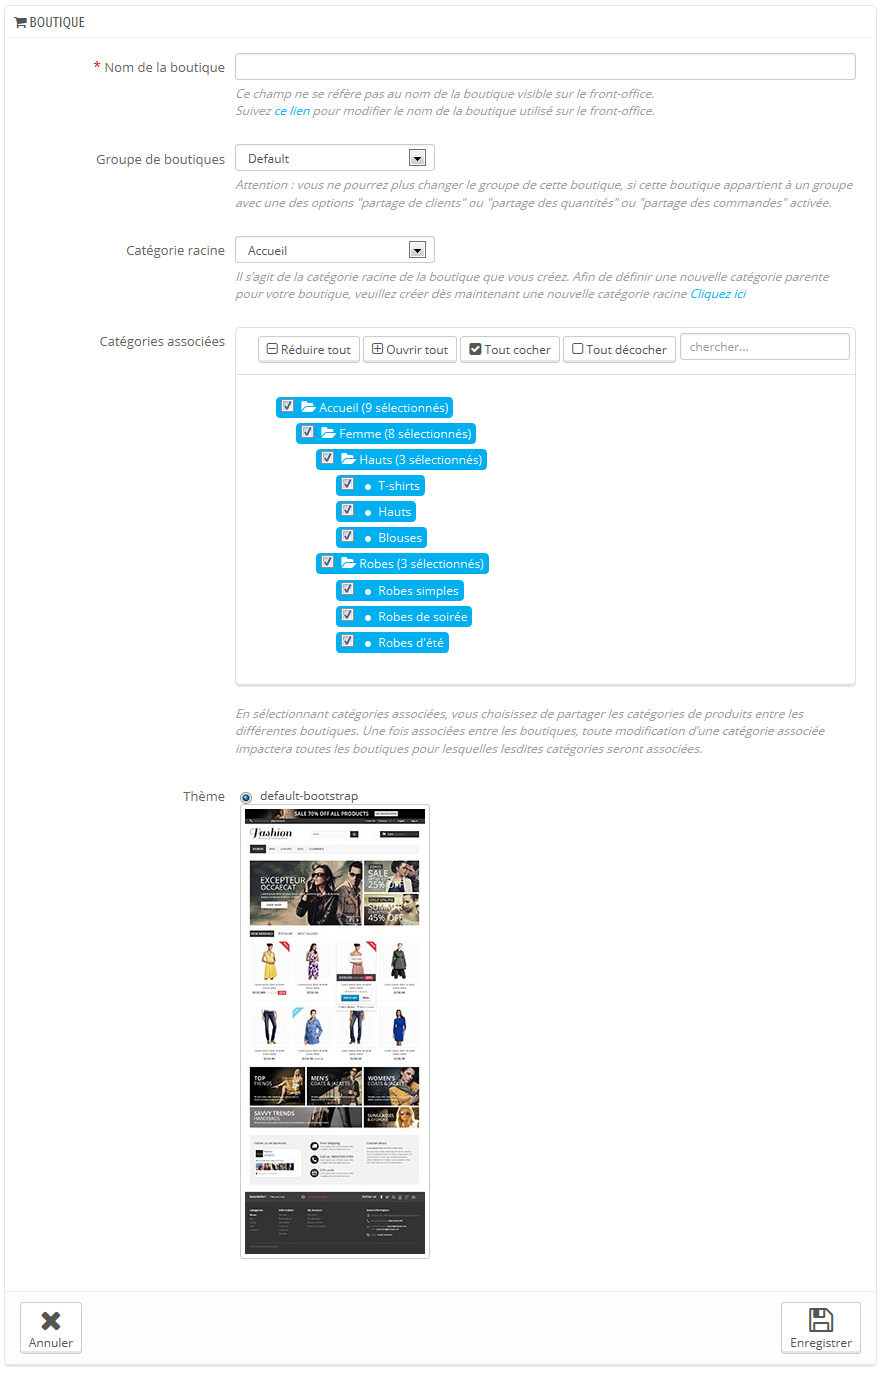 BOUTIQUE
* Nom de la boutique
Ce champ ne se réfère pas au nom de la boutique visible sur le front-office.
Suivez ce lien pour modifier le nom de la boutique utilisé sur le front-office.
Groupe de boutiques
Default
Attention : vous ne pourrez plus changer le groupe de cette boutique, si cette boutique appartient à un groupe
avec une des options "partage de clients" ou "partage des quantités" ou "partage des commandes" activée.
Catégorie racine
Accueil
Il s'agit de la catégorie racine de la boutique que vous créez. Afin de définir une nouvelle catégorie parente
pour votre boutique, veuillez créer dès maintenant une nouvelle catégorie racine Cliquez ici
Catégories associées
Réduire tout
Ouvrir tout
Tout cocher
Tout décocher
chercher...
Accueil (9 sélectionnés)
Femme (8 sélectionnés)
Hauts (3 sélectionnés)
T-shirts
Hauts
Blouses
Robes (3 sélectionnés)
Robes simples
Robes de soirée
Robes d'été
En sélectionnant catégories associées, vous choisissez de partager les catégories de produits entre les
différentes boutiques. Une fois associées entre les boutiques, toute modification d'une catégorie associée
impactera toutes les boutiques pour lesquelles lesdites catégories seront associées.
Thème
default-bootstrap
SALE 70% OFF ALL PRODUCTS
Fashion
EXCEPTEUR
OCCAECAT
SALE
25% OFF
SUMMER
45% OFF
TOP
TRENDS
MEN'S
COATS & JACKETS
WOMEN'S
COATS & JACKETS
SAVVY TRENDS
HANDBAGS
SUNGLASSES
Annuler
Enregistrer